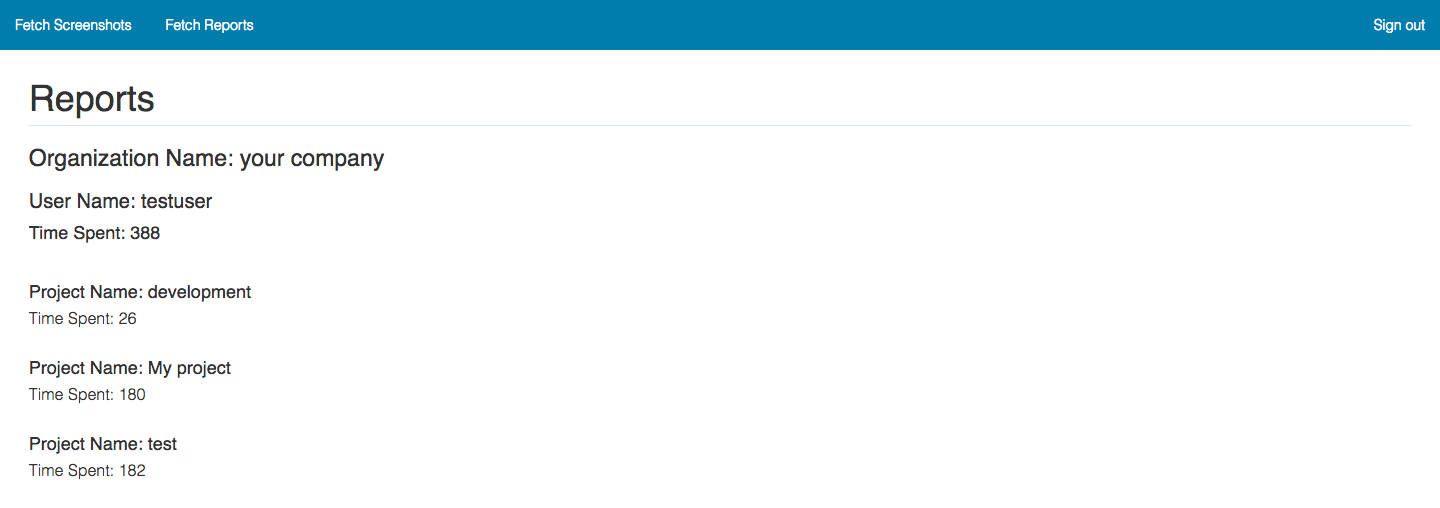 Fetch Screenshots Fetch Reports Sign out
Reports
Organization Name: your company
User Name: testuser
Time Spent: 388
Project Name: development
Time Spent: 26
Project Name: My project
Time Spent: 180
Project Name: test
Time Spent: 182